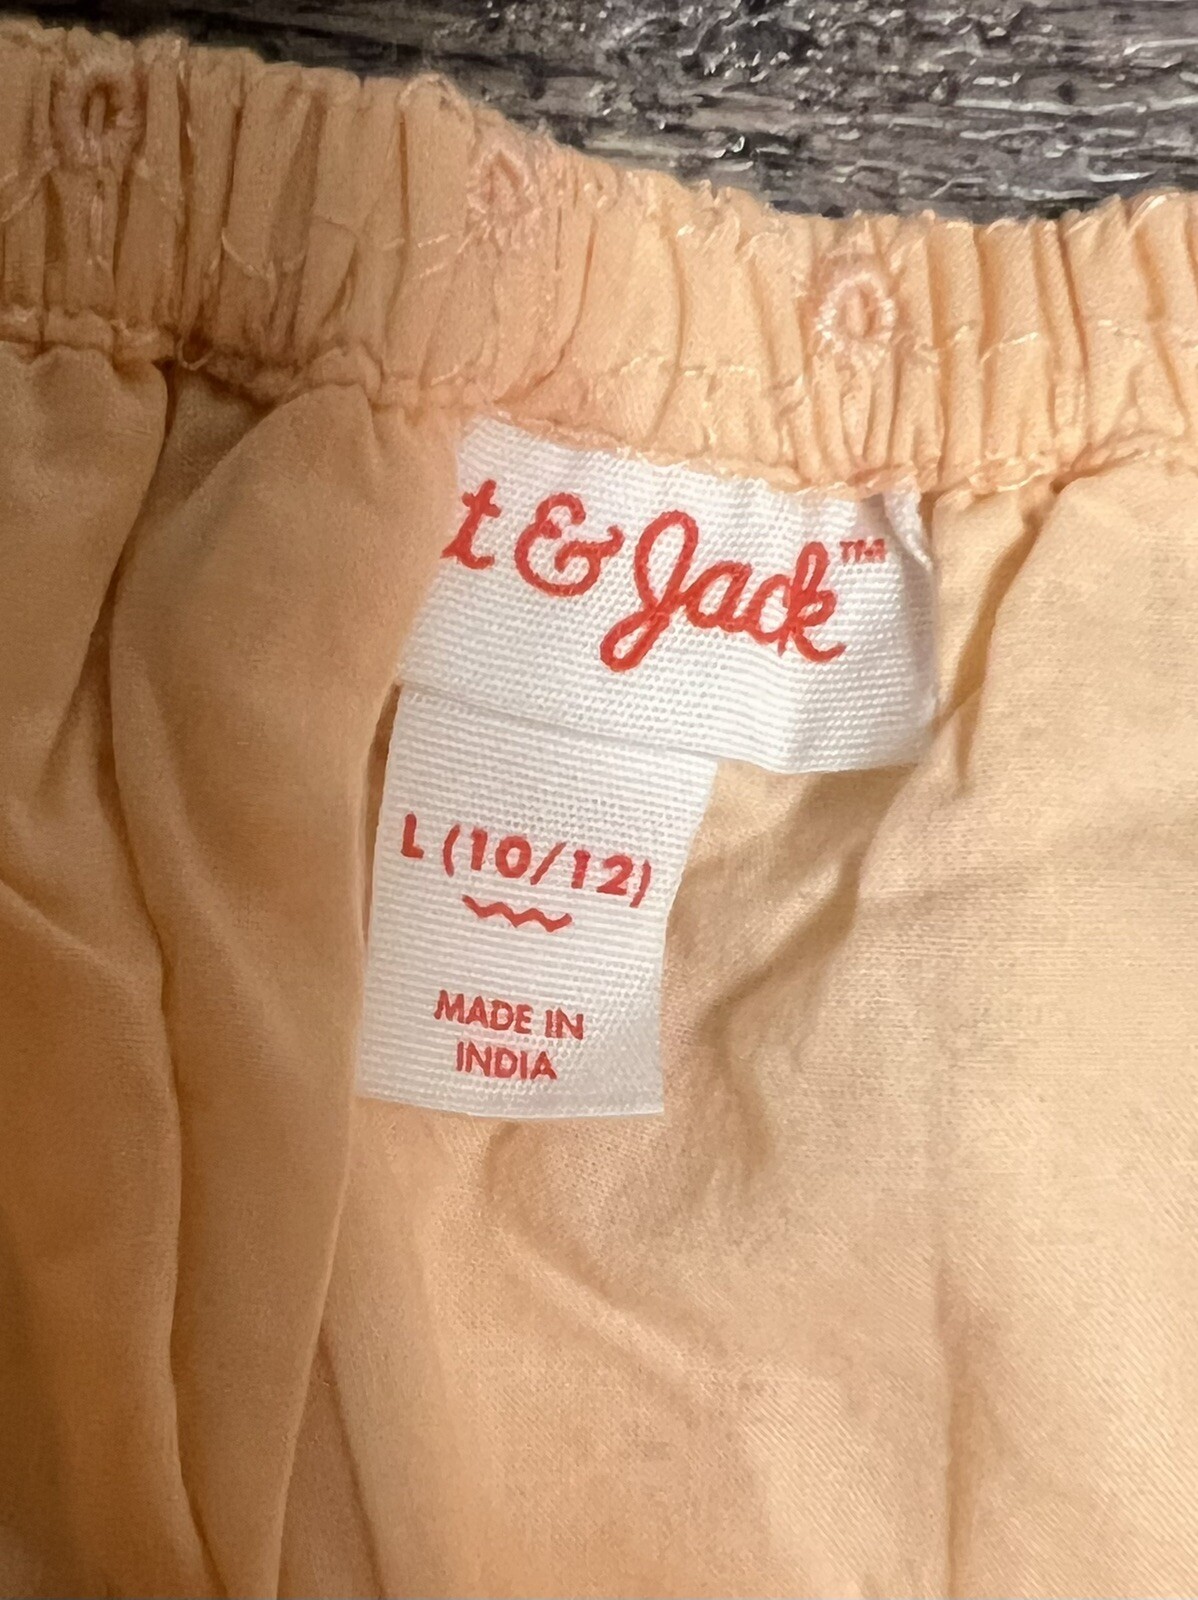 t & Jack™
L (10/12)
MADE IN
INDIA